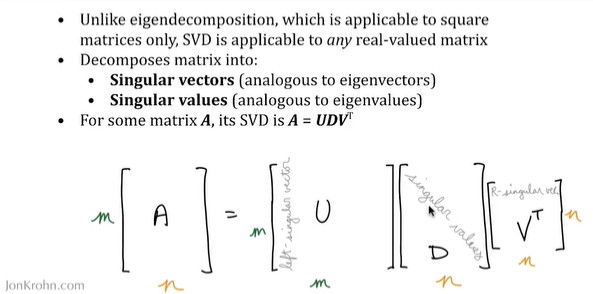 • Unlike eigendecomposition, which is applicable to square
matrices only, SVD is applicable to any real-valued matrix
• Decomposes matrix into:
• Singular vectors (analogous to eigenvectors)
• Singular values (analogous to eigenvalues)
• For some matrix A, its SVD is A = UDVᵀ
m [ A ] = m [ left-singular vector U ] [ singular values D ] [ R-singular vec. Vᵀ ] n
n m n n
JonKrohn.com